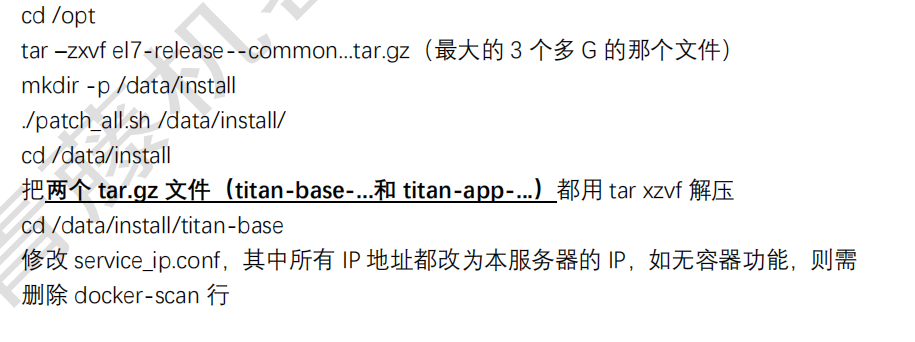 cd /opt
tar –zxvf el7-release--common...tar.gz（最大的 3 个多 G 的那个文件）
mkdir -p /data/install
./patch_all.sh /data/install/
cd /data/install
把两个 tar.gz 文件（titan-base-...和 titan-app-...）都用 tar xzvf 解压
cd /data/install/titan-base
修改 service_ip.conf，其中所有 IP 地址都改为本服务器的 IP，如无容器功能，则需
删除 docker-scan 行
青藤机